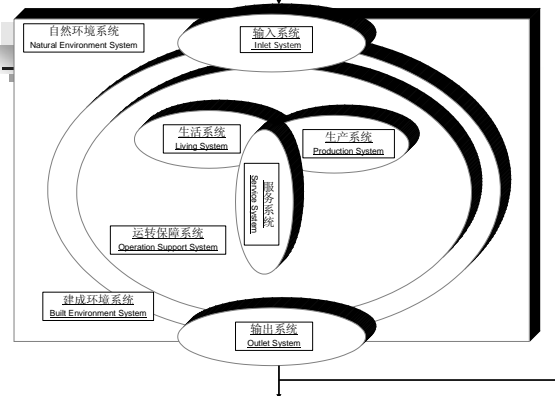 自然环境系统
Natural Environment System
输入系统
Inlet System
生活系统
Living System
生产系统
Production System
服务系统
Service System
运转保障系统
Operation Support System
建成环境系统
Built Environment System
输出系统
Outlet System